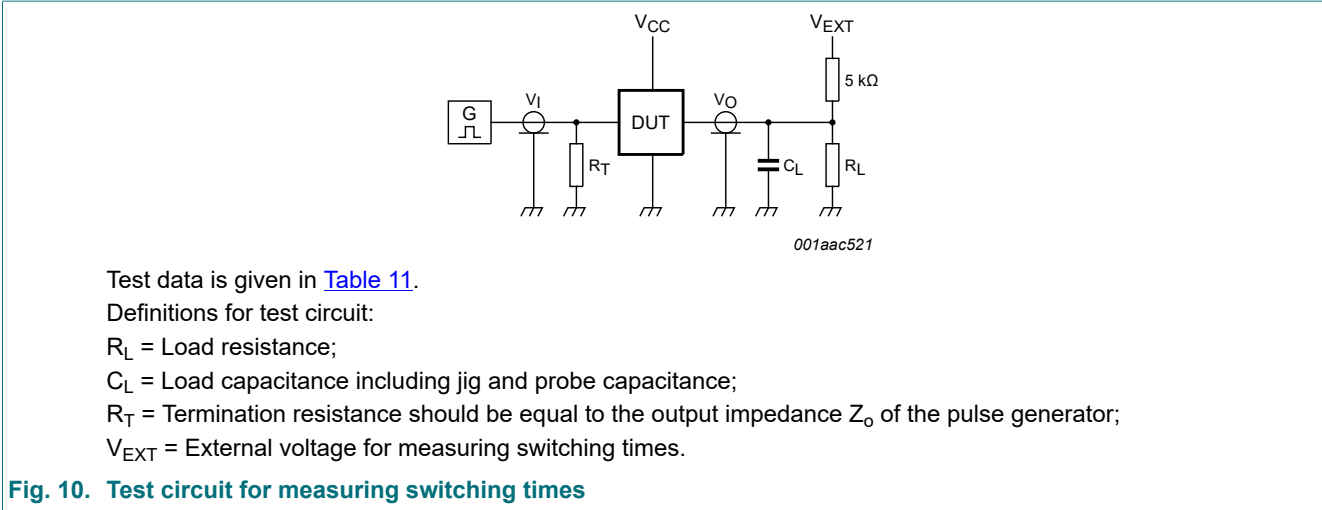 VCC
VEXT
5 kΩ
G
VI
DUT
VO
RT
CL
RL
001aac521
Test data is given in Table 11.
Definitions for test circuit:
RL = Load resistance;
CL = Load capacitance including jig and probe capacitance;
RT = Termination resistance should be equal to the output impedance Zo of the pulse generator;
VEXT = External voltage for measuring switching times.
Fig. 10. Test circuit for measuring switching times